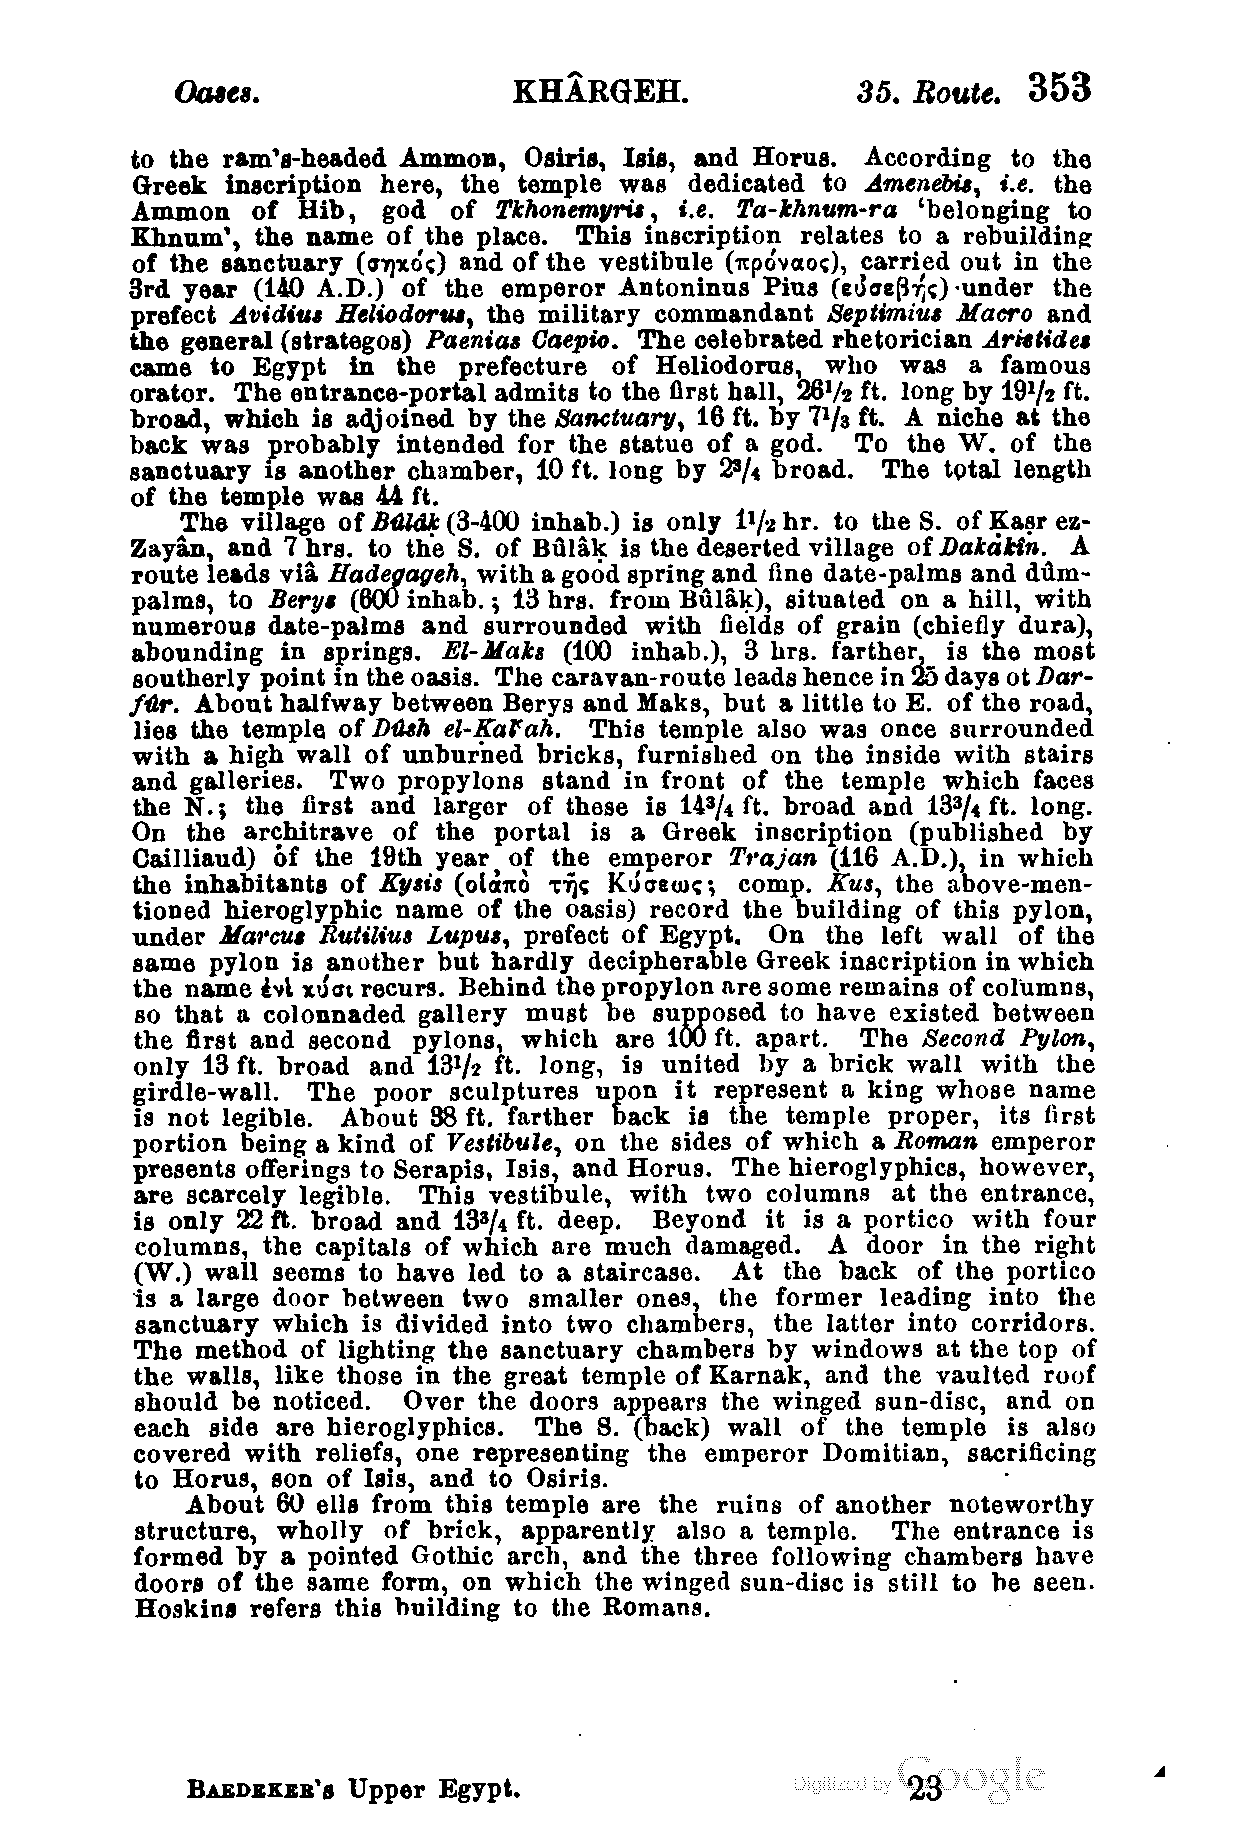 Oases. KHÂRGEH. 35. Route. 353
to the ram's-headed Ammon, Osiris, Isis, and Horus. According to the
Greek inscription here, the temple was dedicated to Amenebis, i.e. the
Ammon of Hib, god of Tkhonemyris, i.e. Ta-khnum-ra 'belonging to
Khnum', the name of the place. This inscription relates to a rebuilding
of the sanctuary (σηκός) and of the vestibule (πρόναος), carried out in the
3rd year (140 A.D.) of the emperor Antoninus Pius (εὐσεβής) under the
prefect Avidius Heliodorus, the military commandant Septimius Macro and
the general (strategos) Paenias Caepio. The celebrated rhetorician Aristides
came to Egypt in the prefecture of Heliodorus, who was a famous
orator. The entrance-portal admits to the first hall, 26¹/₂ ft. long by 19¹/₂ ft.
broad, which is adjoined by the Sanctuary, 16 ft. by 7¹/₃ ft. A niche at the
back was probably intended for the statue of a god. To the W. of the
sanctuary is another chamber, 10 ft. long by 2³/₄ broad. The total length
of the temple was 44 ft.
The village of Bûlâḳ (3-400 inhab.) is only 1¹/₂ hr. to the S. of Ḳaṣr ez-
Zayân, and 7 hrs. to the S. of Bûlâḳ is the deserted village of Dakâkîn. A
route leads viâ Hadegageh, with a good spring and fine date-palms and dûm-
palms, to Berys (600 inhab.; 13 hrs. from Bûlâḳ), situated on a hill, with
numerous date-palms and surrounded with fields of grain (chiefly dura),
abounding in springs. El-Maks (100 inhab.), 3 hrs. farther, is the most
southerly point in the oasis. The caravan-route leads hence in 25 days ot Dar-
fûr. About halfway between Berys and Maks, but a little to E. of the road,
lies the temple of Dûsh el-Ḳal'ah. This temple also was once surrounded
with a high wall of unburned bricks, furnished on the inside with stairs
and galleries. Two propylons stand in front of the temple which faces
the N.; the first and larger of these is 14³/₄ ft. broad and 13³/₄ ft. long.
On the architrave of the portal is a Greek inscription (published by
Cailliaud) of the 19th year of the emperor Trajan (116 A.D.), in which
the inhabitants of Kysis (οἱἀπὸ τῆς Κύσεως; comp. Kus, the above-men-
tioned hieroglyphic name of the oasis) record the building of this pylon,
under Marcus Rutilius Lupus, prefect of Egypt. On the left wall of the
same pylon is another but hardly decipherable Greek inscription in which
the name ἐνὶ κύσι recurs. Behind the propylon are some remains of columns,
so that a colonnaded gallery must be supposed to have existed between
the first and second pylons, which are 100 ft. apart. The Second Pylon,
only 13 ft. broad and 13¹/₂ ft. long, is united by a brick wall with the
girdle-wall. The poor sculptures upon it represent a king whose name
is not legible. About 38 ft. farther back is the temple proper, its first
portion being a kind of Vestibule, on the sides of which a Roman emperor
presents offerings to Serapis, Isis, and Horus. The hieroglyphics, however,
are scarcely legible. This vestibule, with two columns at the entrance,
is only 22 ft. broad and 13³/₄ ft. deep. Beyond it is a portico with four
columns, the capitals of which are much damaged. A door in the right
(W.) wall seems to have led to a staircase. At the back of the portico
is a large door between two smaller ones, the former leading into the
sanctuary which is divided into two chambers, the latter into corridors.
The method of lighting the sanctuary chambers by windows at the top of
the walls, like those in the great temple of Karnak, and the vaulted roof
should be noticed. Over the doors appears the winged sun-disc, and on
each side are hieroglyphics. The S. (back) wall of the temple is also
covered with reliefs, one representing the emperor Domitian, sacrificing
to Horus, son of Isis, and to Osiris.
About 60 ells from this temple are the ruins of another noteworthy
structure, wholly of brick, apparently also a temple. The entrance is
formed by a pointed Gothic arch, and the three following chambers have
doors of the same form, on which the winged sun-disc is still to be seen.
Hoskins refers this building to the Romans.
BAEDEKER's Upper Egypt. 23
Digitized by Google